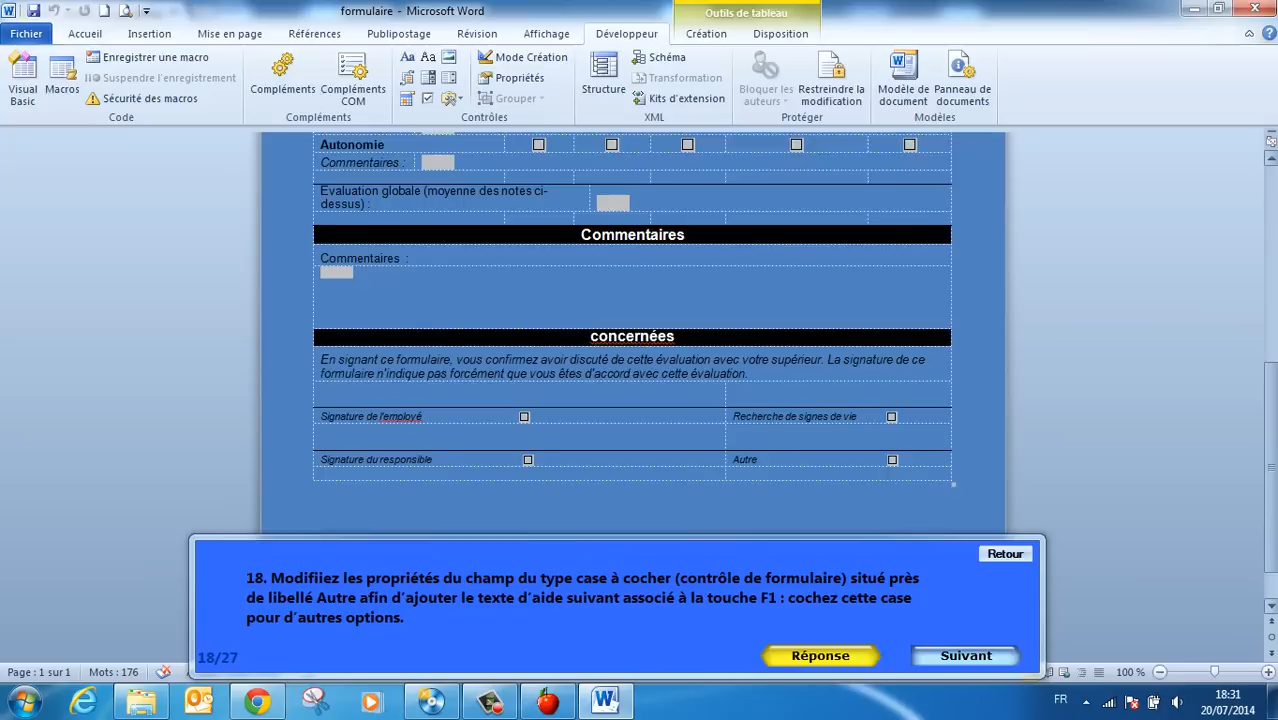 formulaire - Microsoft Word
Outils de tableau
Fichier Accueil Insertion Mise en page Références Publipostage Révision Affichage Développeur Création Disposition
Visual Basic
Macros
Enregistrer une macro
Suspendre l'enregistrement
Sécurité des macros
Code
Compléments
Compléments COM
Compléments
Aa Aa
Mode Création
Propriétés
Grouper
Contrôles
Structure
Schéma
Transformation
Kits d'extension
XML
Bloquer les auteurs
Restreindre la modification
Protéger
Modèle de document
Panneau de documents
Modèles
Autonomie
Commentaires :
Evaluation globale (moyenne des notes ci-
dessus) :
Commentaires
Commentaires :
concernées
En signant ce formulaire, vous confirmez avoir discuté de cette évaluation avec votre supérieur. La signature de ce
formulaire n'indique pas forcément que vous êtes d'accord avec cette évaluation.
Signature de l'employé Recherche de signes de vie
Signature du responsible Autre
Retour
18. Modifiiez les propriétés du champ du type case à cocher (contrôle de formulaire) situé près
de libellé Autre afin d'ajouter le texte d'aide suivant associé à la touche F1 : cochez cette case
pour d'autres options.
18/27
Réponse Suivant
Page : 1 sur 1 Mots : 176 100 %
FR
18:31
20/07/2014